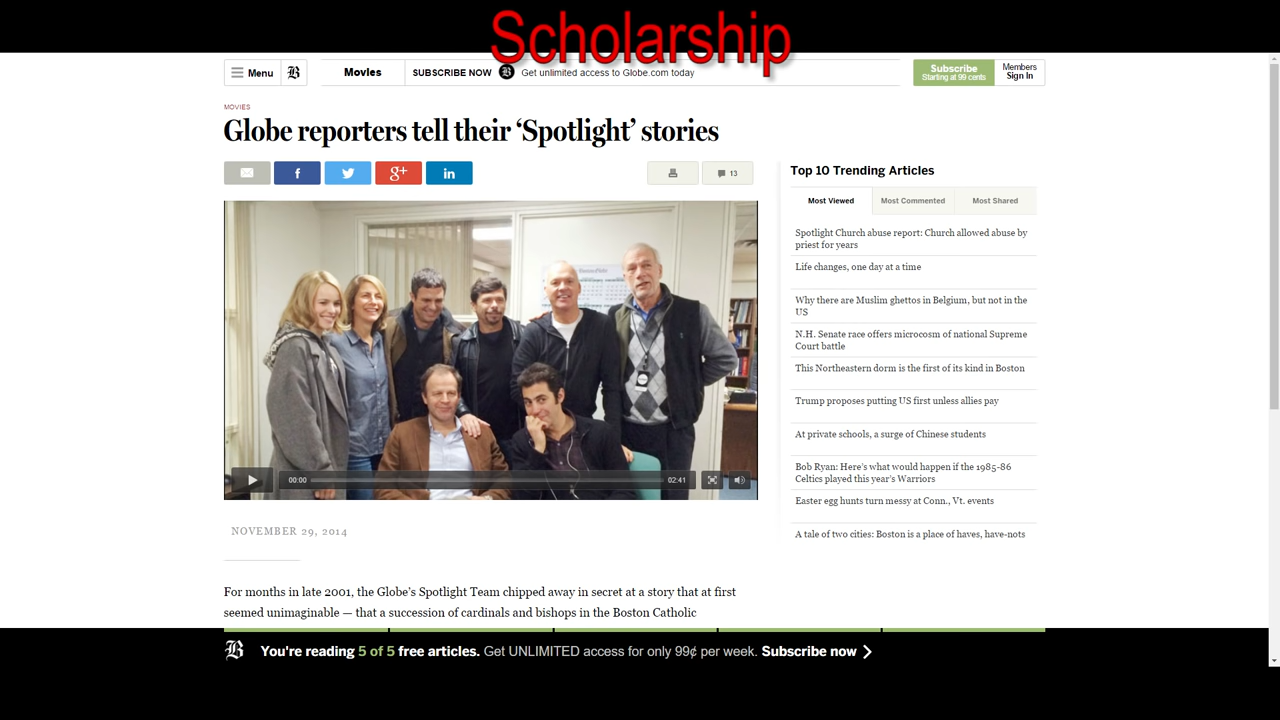 Scholarship
Menu
B
Movies
SUBSCRIBE NOW B Get unlimited access to Globe.com today
Subscribe
Starting at 99 cents
Members
Sign In
MOVIES
Globe reporters tell their ‘Spotlight’ stories
f
g+
in
13
00:00
02:41
NOVEMBER 29, 2014
For months in late 2001, the Globe’s Spotlight Team chipped away in secret at a story that at first
seemed unimaginable — that a succession of cardinals and bishops in the Boston Catholic
Top 10 Trending Articles
Most Viewed
Most Commented
Most Shared
Spotlight Church abuse report: Church allowed abuse by
priest for years
Life changes, one day at a time
Why there are Muslim ghettos in Belgium, but not in the
US
N.H. Senate race offers microcosm of national Supreme
Court battle
This Northeastern dorm is the first of its kind in Boston
Trump proposes putting US first unless allies pay
At private schools, a surge of Chinese students
Bob Ryan: Here’s what would happen if the 1985-86
Celtics played this year’s Warriors
Easter egg hunts turn messy at Conn., Vt. events
A tale of two cities: Boston is a place of haves, have-nots
B You're reading 5 of 5 free articles. Get UNLIMITED access for only 99¢ per week. Subscribe now